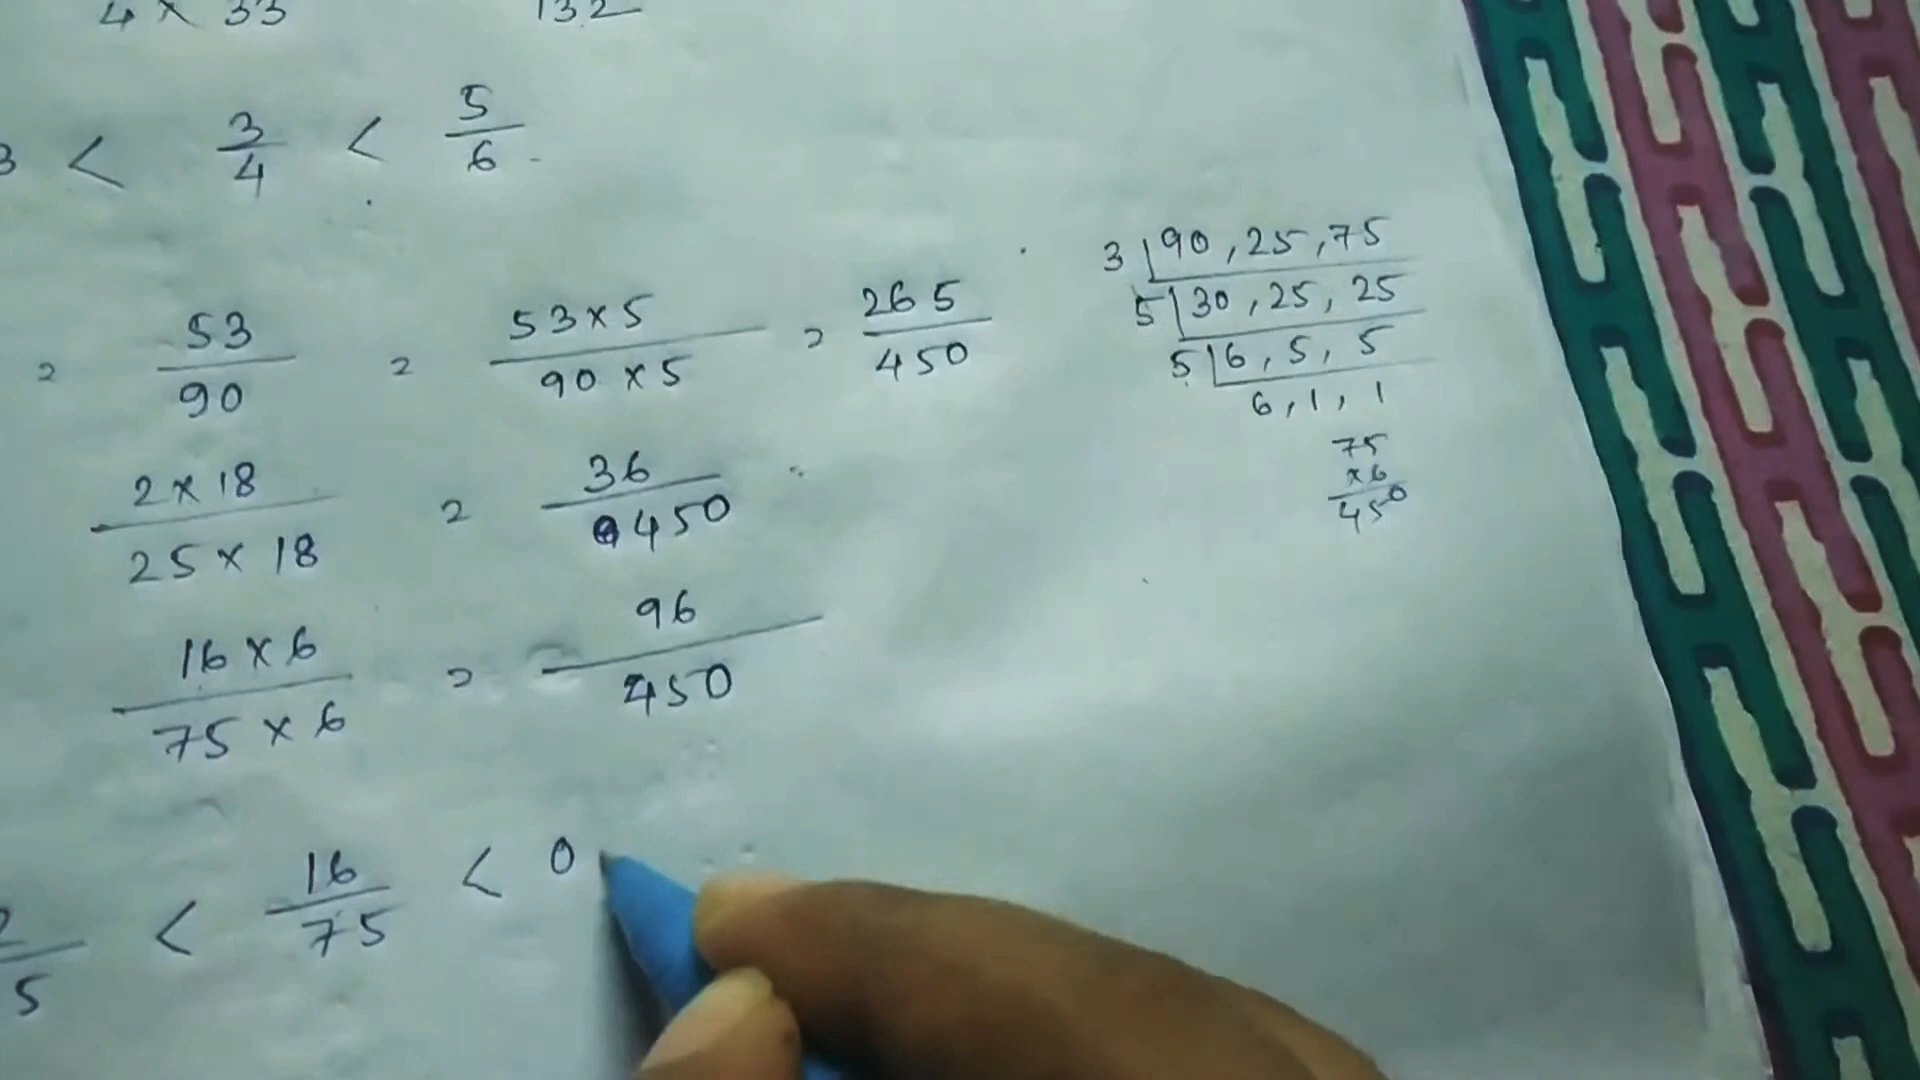 4 × 33 132
3 < 3/4 < 5/6
= 53/90 = 53×5/90×5 = 265/450
2×18/25×18 = 36/450
16×6/75×6 = 96/450
2/5 < 16/75 < 0
3 | 90, 25, 75
5 | 30, 25, 25
5 | 6, 5, 5
6, 1, 1
75
×6
450